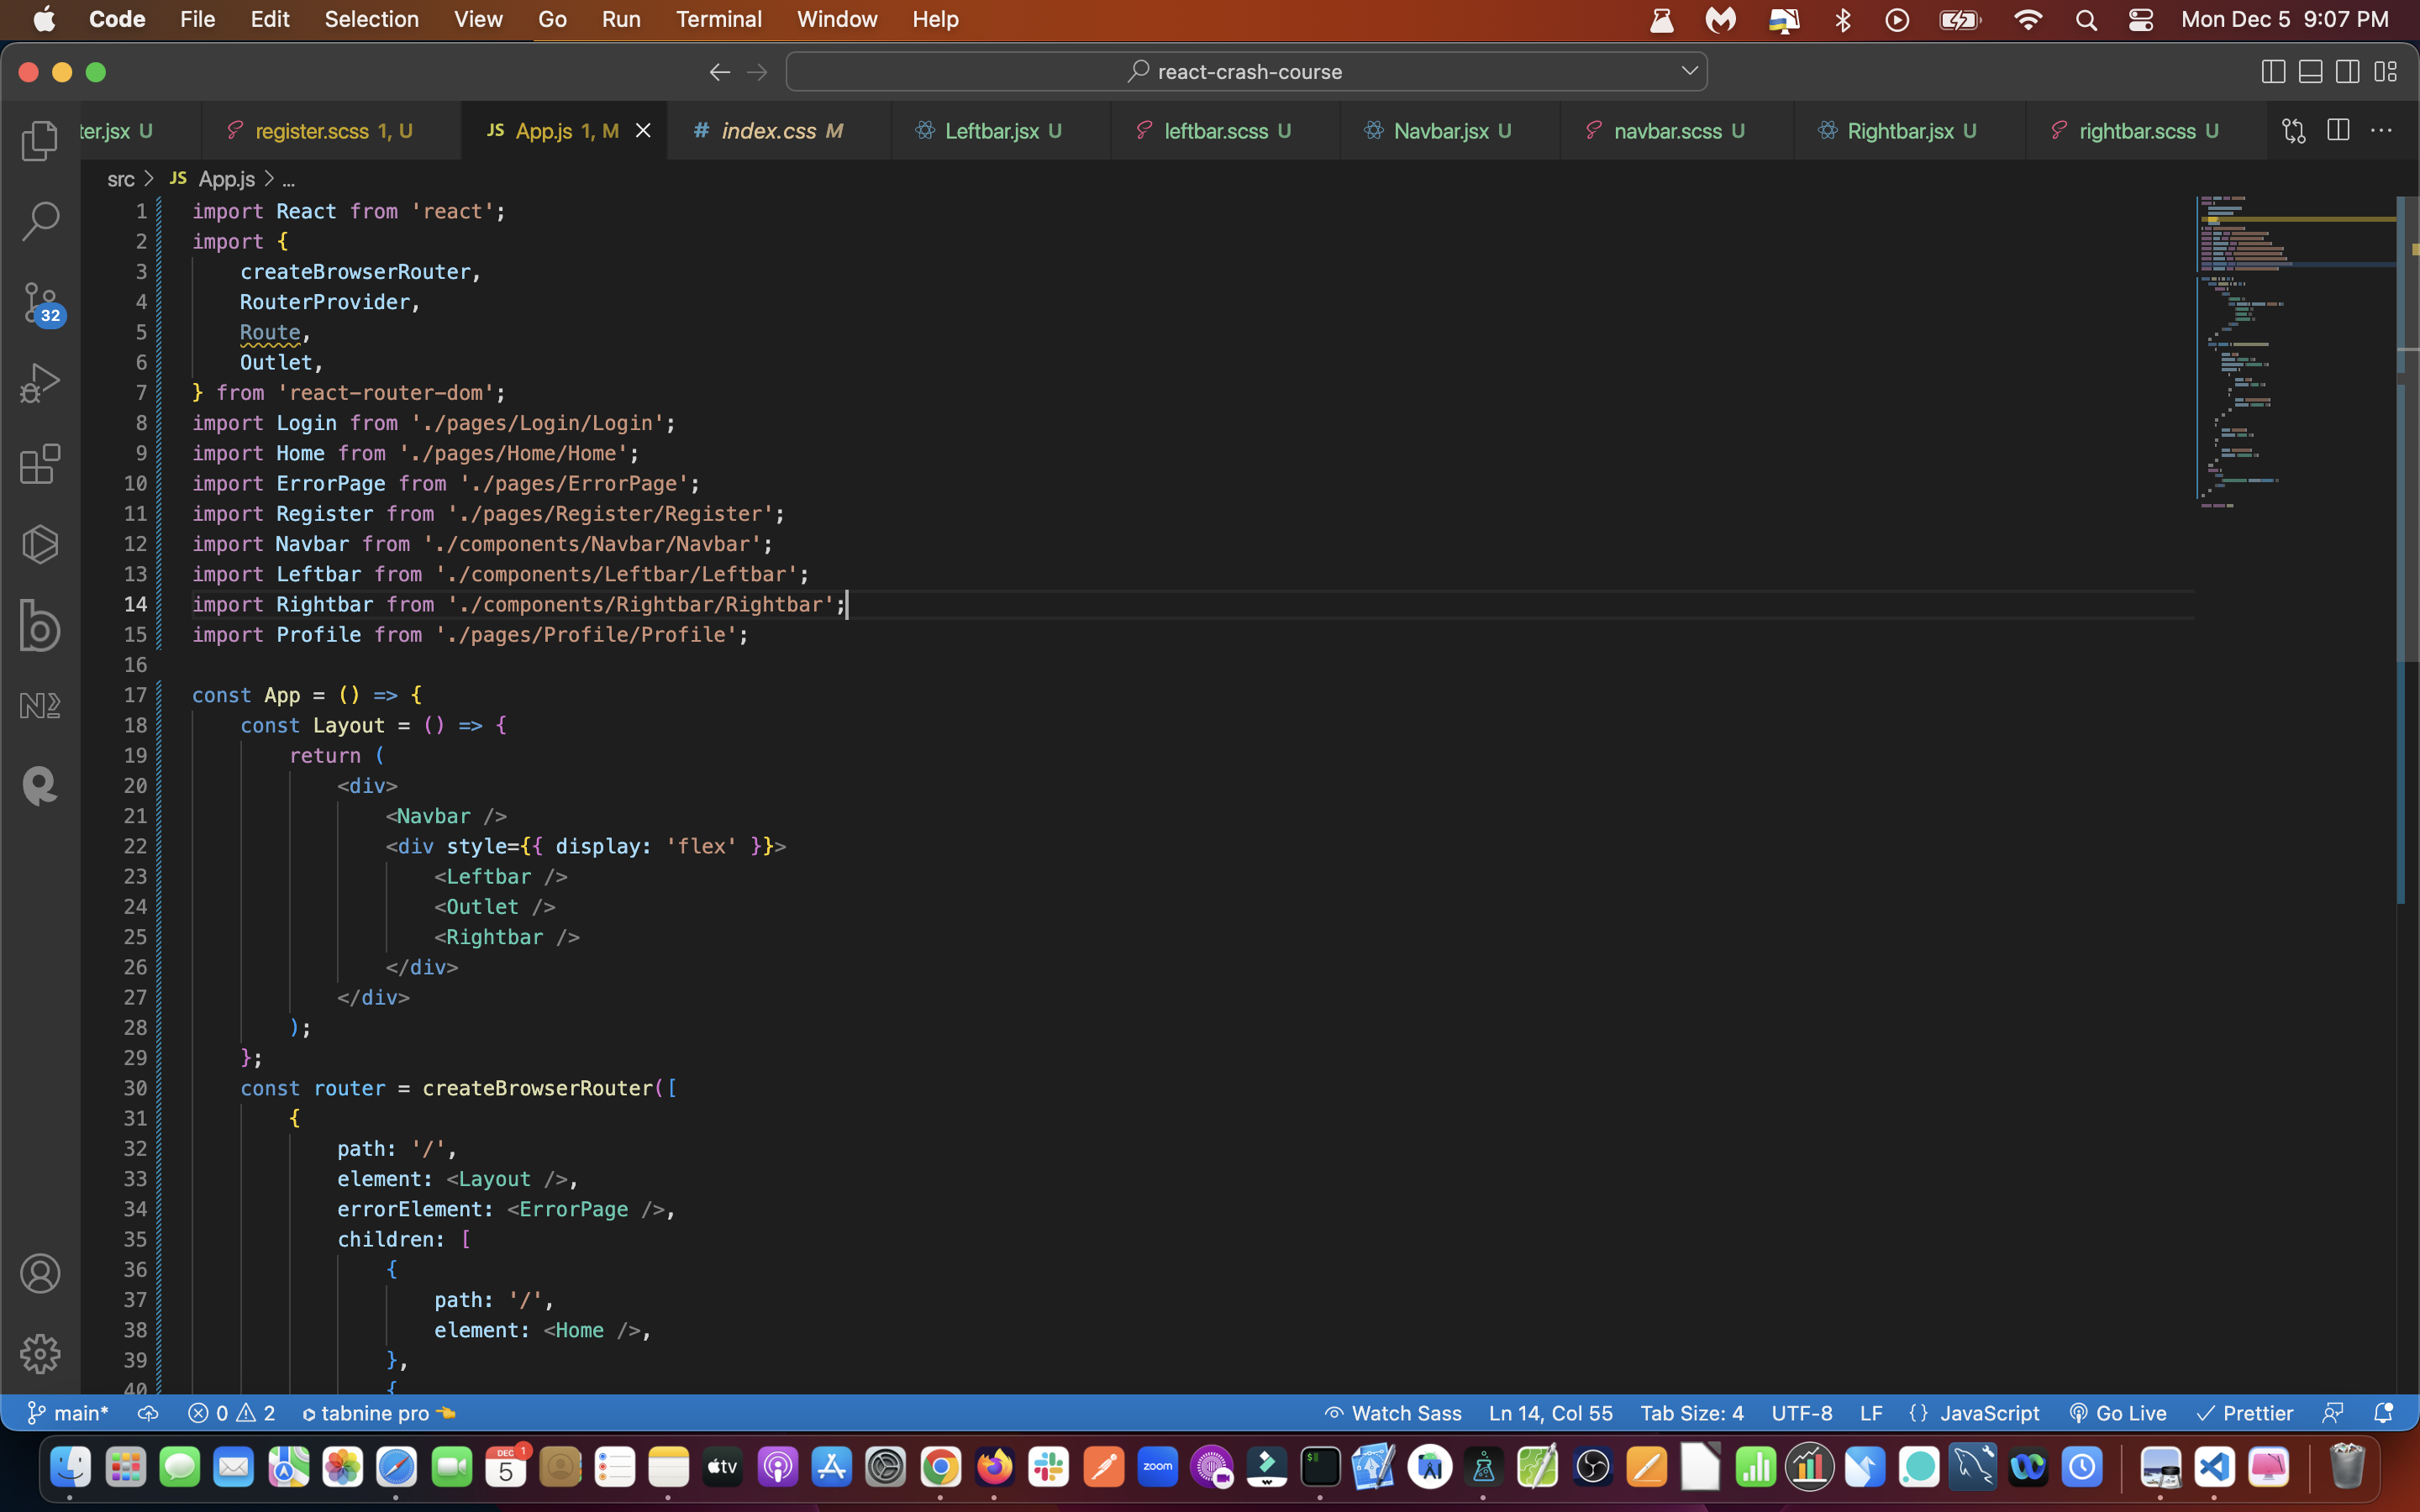 Code File Edit Selection View Go Run Terminal Window Help Mon Dec 5 9:07 PM
react-crash-course
ter.jsx U register.scss 1, U JS App.js 1, M # index.css M Leftbar.jsx U leftbar.scss U Navbar.jsx U navbar.scss U Rightbar.jsx U rightbar.scss U
src > JS App.js > ...
1 import React from 'react';
2 import {
3 createBrowserRouter,
4 RouterProvider,
5 Route,
6 Outlet,
7 } from 'react-router-dom';
8 import Login from './pages/Login/Login';
9 import Home from './pages/Home/Home';
10 import ErrorPage from './pages/ErrorPage';
11 import Register from './pages/Register/Register';
12 import Navbar from './components/Navbar/Navbar';
13 import Leftbar from './components/Leftbar/Leftbar';
14 import Rightbar from './components/Rightbar/Rightbar';
15 import Profile from './pages/Profile/Profile';
16
17 const App = () => {
18 const Layout = () => {
19 return (
20 <div>
21 <Navbar />
22 <div style={{ display: 'flex' }}>
23 <Leftbar />
24 <Outlet />
25 <Rightbar />
26 </div>
27 </div>
28 );
29 };
30 const router = createBrowserRouter([
31 {
32 path: '/',
33 element: <Layout />,
34 errorElement: <ErrorPage />,
35 children: [
36 {
37 path: '/',
38 element: <Home />,
39 },
40 {
32
main* 0 2 tabnine pro Watch Sass Ln 14, Col 55 Tab Size: 4 UTF-8 LF {} JavaScript Go Live Prettier
DEC 5 1 tv zoom